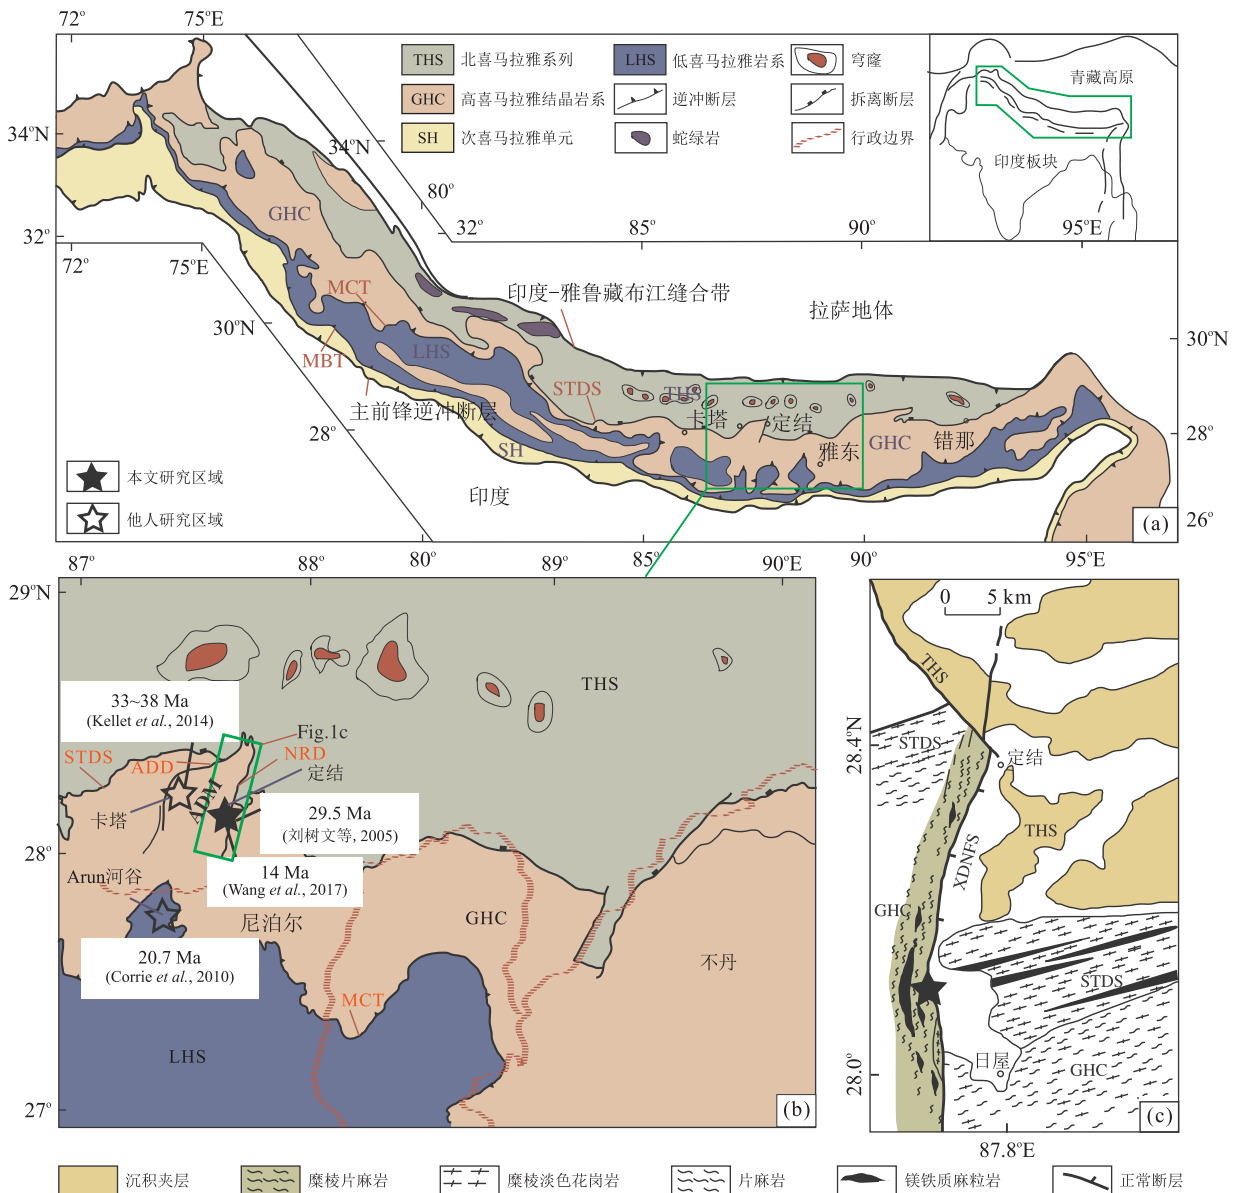 72°
75°E
THS
北喜马拉雅系列
LHS
低喜马拉雅岩系
穹窿
GHC
高喜马拉雅结晶岩系
逆冲断层
拆离断层
SH
次喜马拉雅单元
蛇绿岩
行政边界
青藏高原
印度板块
34°N
34°N
80°
32°
85°
90°
95°E
32°
72°
75°E
GHC
MCT
印度-雅鲁藏布江缝合带
拉萨地体
30°N
30°N
MBT
LHS
STDS
THS
主前锋逆冲断层
卡塔
定结
28°
28°
SH
雅东
GHC
错那
本文研究区域
印度
他人研究区域
26°
(a)
80°
85°
90°
95°E
87°
88°
89°
90°E
29°N
THS
33~38 Ma
(Kellet et al., 2014)
Fig.1c
STDS
ADD
NRD
定结
ADM
卡塔
29.5 Ma
(刘树文等, 2005)
28°
Arun河谷
14 Ma
(Wang et al., 2017)
尼泊尔
GHC
20.7 Ma
(Corrie et al., 2010)
不丹
MCT
LHS
27°
(b)
0
5 km
THS
STDS
28.4°N
定结
THS
XDNFS
GHC
STDS
日屋
GHC
28.0°
(c)
87.8°E
沉积夹层
糜棱片麻岩
糜棱淡色花岗岩
片麻岩
镁铁质麻粒岩
正常断层